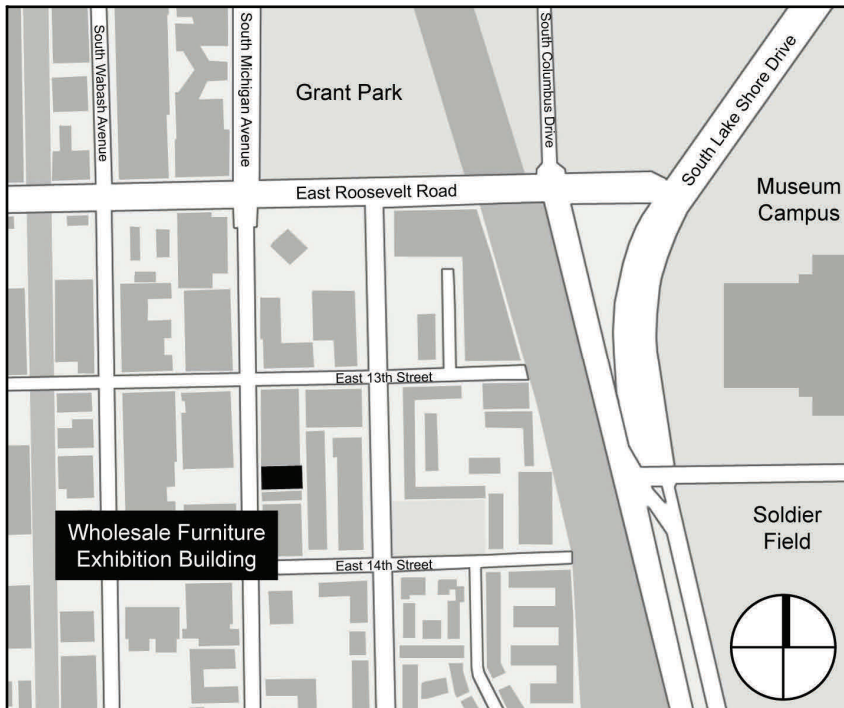 South Wabash Avenue
South Michigan Avenue
Grant Park
South Columbus Drive
South Lake Shore Drive
East Roosevelt Road
Museum
Campus
East 13th Street
Wholesale Furniture
Exhibition Building
East 14th Street
Soldier
Field